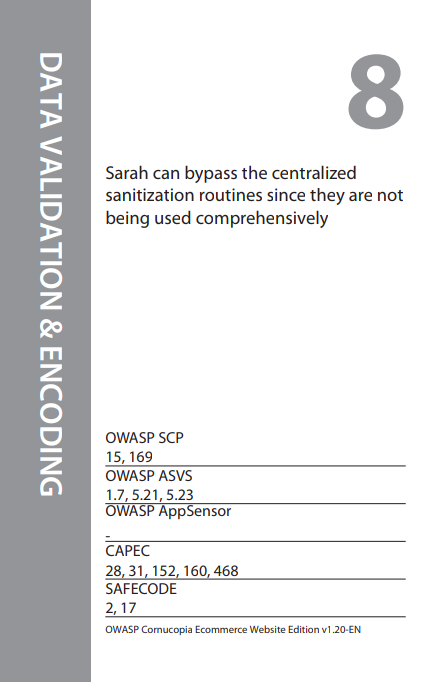 DATA VALIDATION & ENCODING
8
Sarah can bypass the centralized
sanitization routines since they are not
being used comprehensively
OWASP SCP
15, 169
OWASP ASVS
1.7, 5.21, 5.23
OWASP AppSensor
-
CAPEC
28, 31, 152, 160, 468
SAFECODE
2, 17
OWASP Cornucopia Ecommerce Website Edition v1.20-EN